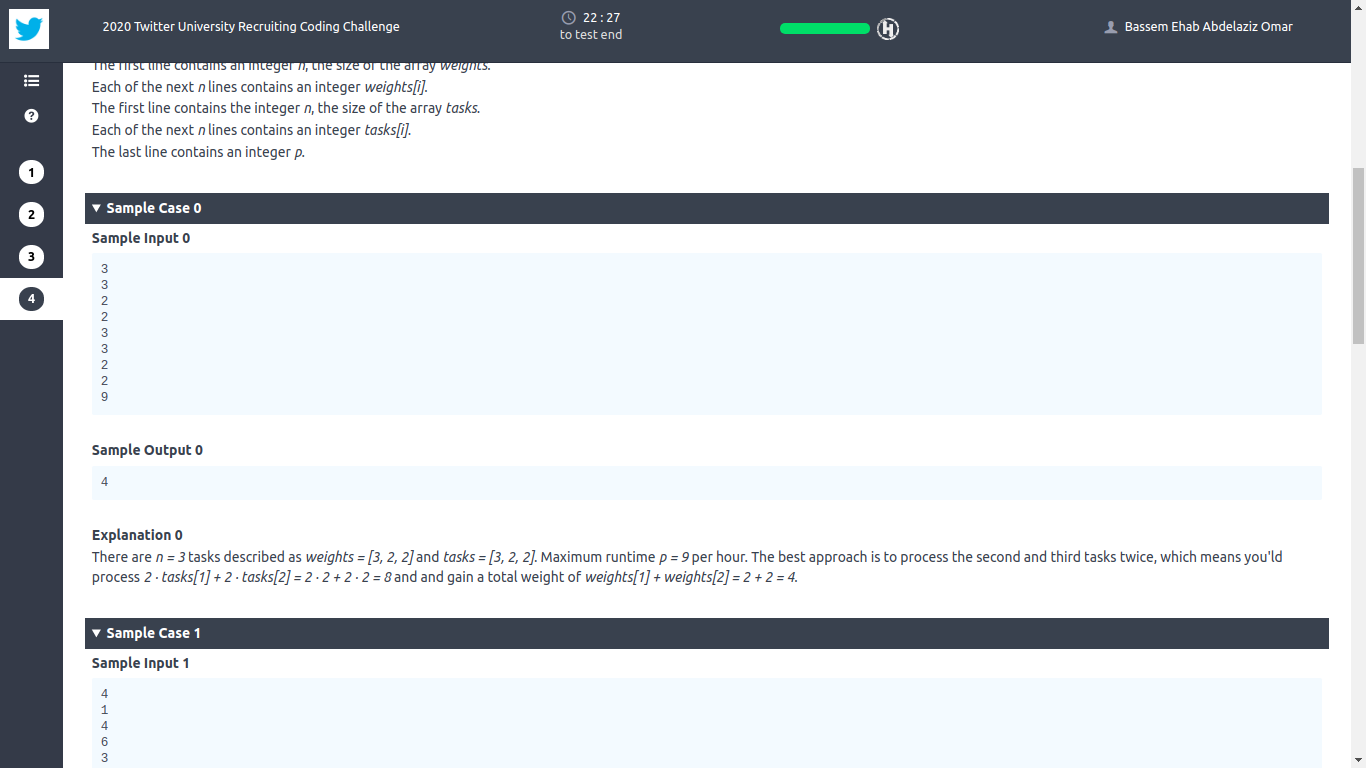 2020 Twitter University Recruiting Coding Challenge
22 : 27
to test end
Bassem Ehab Abdelaziz Omar
The first line contains an integer n, the size of the array weights.
Each of the next n lines contains an integer weights[i].
The first line contains the integer n, the size of the array tasks.
Each of the next n lines contains an integer tasks[i].
The last line contains an integer p.
1
2
3
4
▼ Sample Case 0
Sample Input 0
3
3
2
2
3
3
2
2
9
Sample Output 0
4
Explanation 0
There are n = 3 tasks described as weights = [3, 2, 2] and tasks = [3, 2, 2]. Maximum runtime p = 9 per hour. The best approach is to process the second and third tasks twice, which means you'ld
process 2 · tasks[1] + 2 · tasks[2] = 2 · 2 + 2 · 2 = 8 and and gain a total weight of weights[1] + weights[2] = 2 + 2 = 4.
▼ Sample Case 1
Sample Input 1
4
1
4
6
3